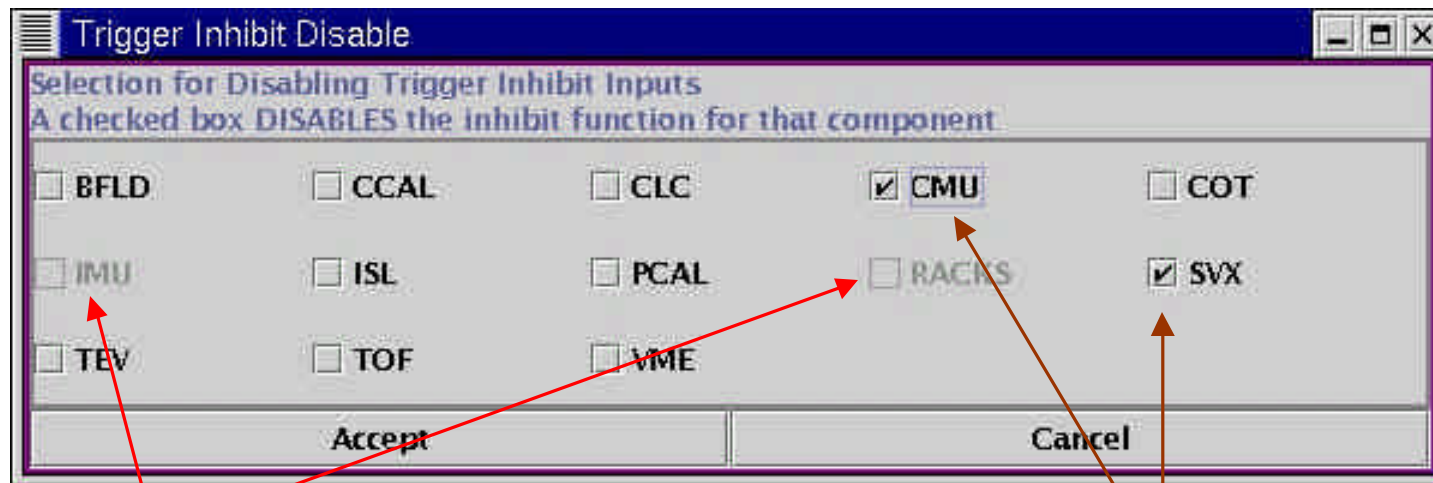 Trigger Inhibit Disable
Selection for Disabling Trigger Inhibit Inputs
A checked box DISABLES the inhibit function for that component
BFLD CCAL CLC CMU COT
IMU ISL PCAL RACKS SVX
TEV TOF VME
Accept Cancel